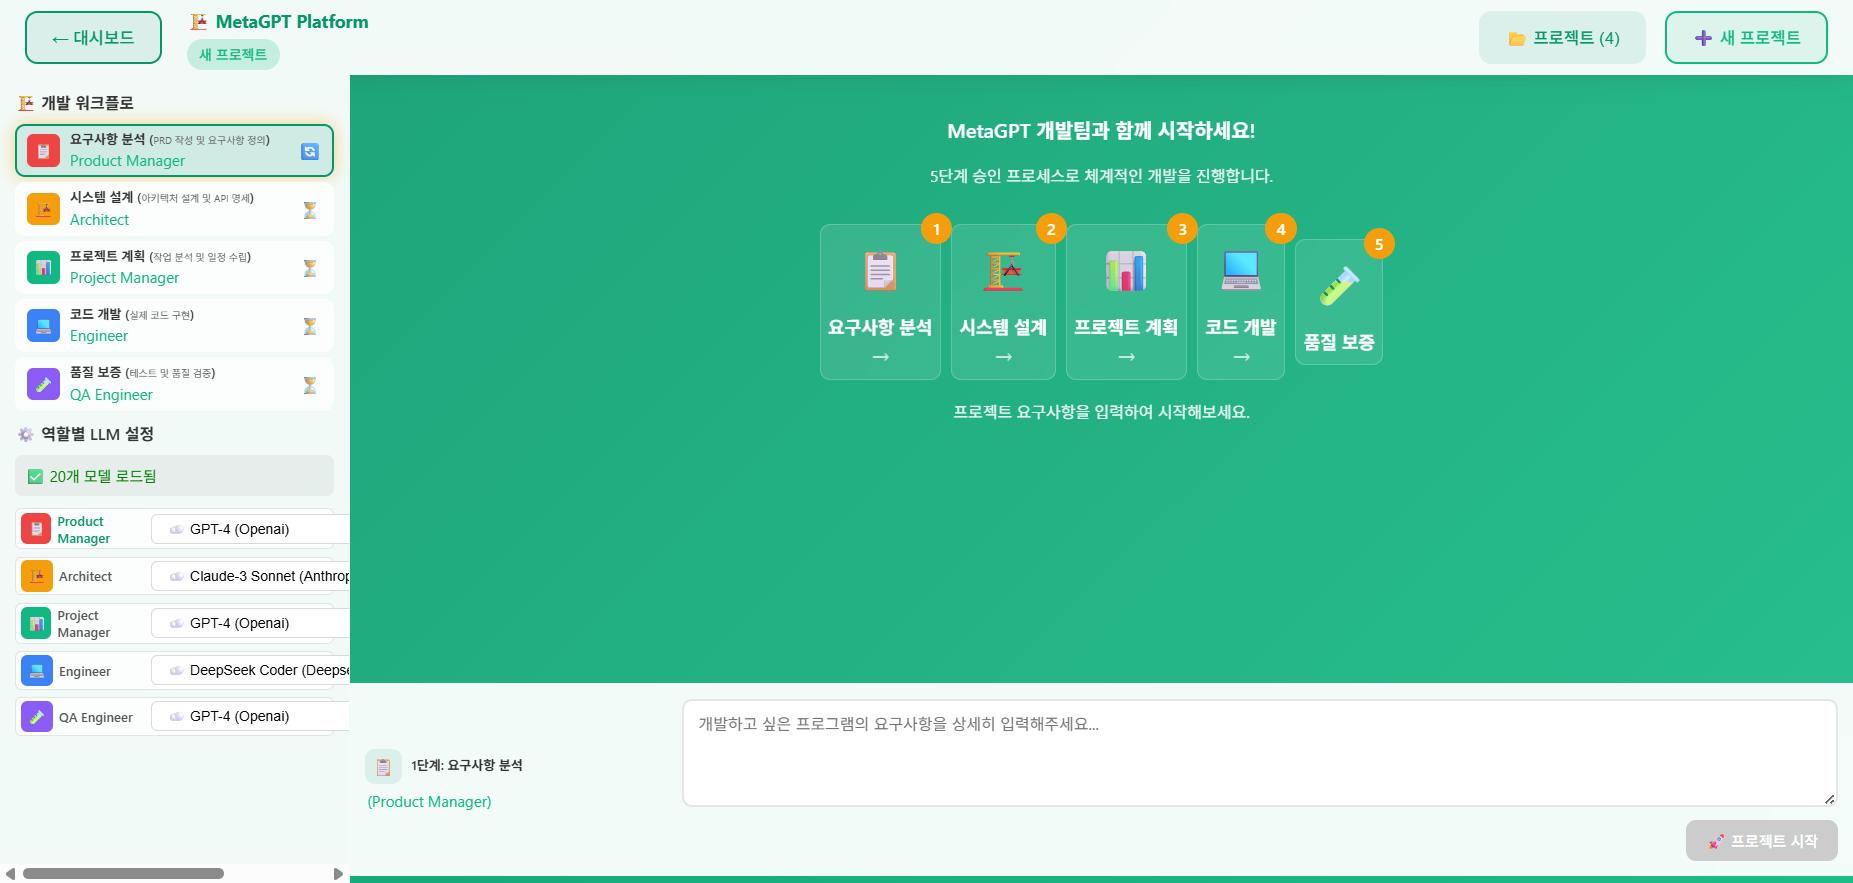 ← 대시보드
MetaGPT Platform
새 프로젝트
프로젝트 (4)
새 프로젝트
개발 워크플로
요구사항 분석 (PRD 작성 및 요구사항 정의)
Product Manager
시스템 설계 (아키텍처 설계 및 API 명세)
Architect
프로젝트 계획 (작업 분석 및 일정 수립)
Project Manager
코드 개발 (실제 코드 구현)
Engineer
품질 보증 (테스트 및 품질 검증)
QA Engineer
역할별 LLM 설정
20개 모델 로드됨
Product
Manager
GPT-4 (Openai)
Architect
Claude-3 Sonnet (Anthrop
Project
Manager
GPT-4 (Openai)
Engineer
DeepSeek Coder (Deepse
QA Engineer
GPT-4 (Openai)
MetaGPT 개발팀과 함께 시작하세요!
5단계 승인 프로세스로 체계적인 개발을 진행합니다.
1
요구사항 분석
→
2
시스템 설계
→
3
프로젝트 계획
→
4
코드 개발
→
5
품질 보증
프로젝트 요구사항을 입력하여 시작해보세요.
1단계: 요구사항 분석
(Product Manager)
개발하고 싶은 프로그램의 요구사항을 상세히 입력해주세요...
프로젝트 시작